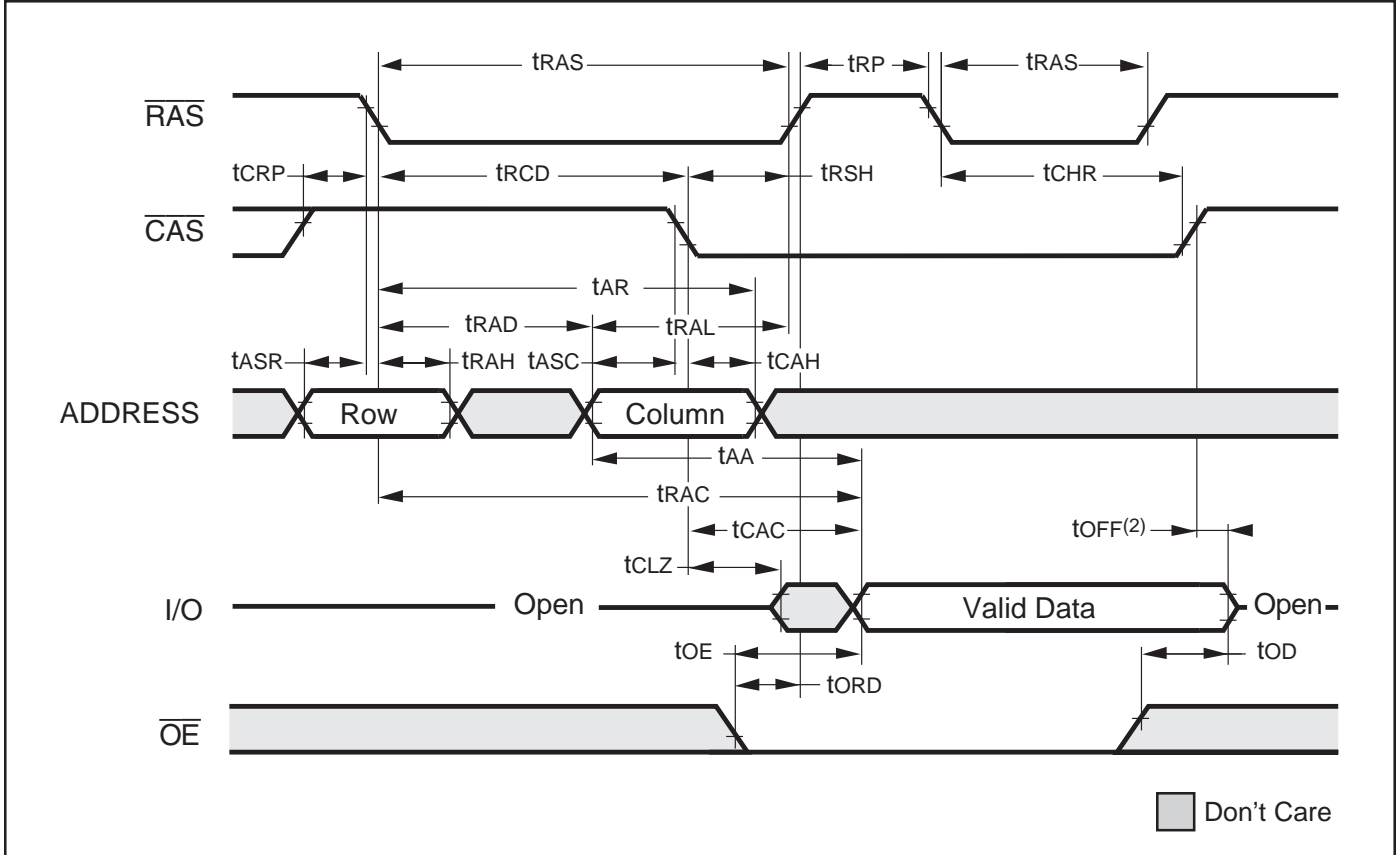 tRAS tRP tRAS
RAS
tCRP tRCD tRSH tCHR
CAS
tAR
tRAD tRAL
tASR tRAH tASC tCAH
ADDRESS Row Column
tAA
tRAC
tCAC tOFF(2)
tCLZ
I/O Open Valid Data Open
tOE tOD
tORD
OE
Don't Care